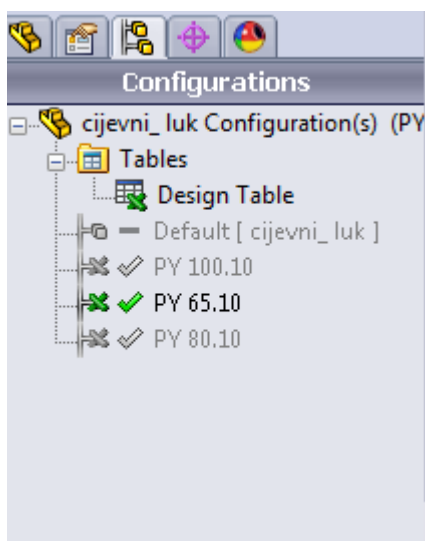 Configurations
cijevni_ luk Configuration(s) (PY
Tables
Design Table
Default [ cijevni_ luk ]
PY 100.10
PY 65.10
PY 80.10